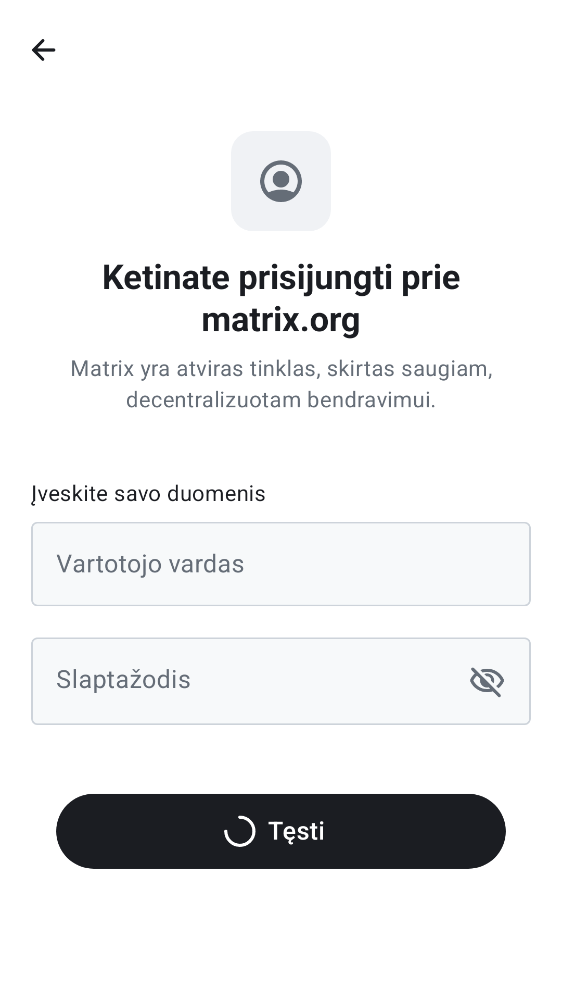 Ketinate prisijungti prie
matrix.org
Matrix yra atviras tinklas, skirtas saugiam,
decentralizuotam bendravimui.
Įveskite savo duomenis
Vartotojo vardas
Slaptažodis
Tęsti